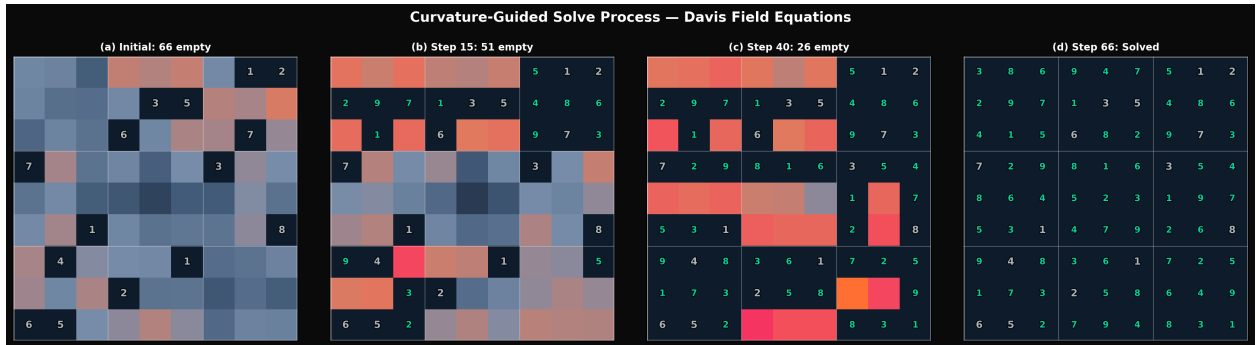 Curvature-Guided Solve Process — Davis Field Equations
(a) Initial: 66 empty
1 2
3 5
6 7
7 3
1 8
4 1
2
6 5
(b) Step 15: 51 empty
5 1 2
2 9 7 1 3 5 4 8 6
1 6 9 7 3
7 3
1 8
9 4 1 5
3 2
6 5 2
(c) Step 40: 26 empty
5 1 2
2 9 7 1 3 5 4 8 6
1 6 9 7 3
7 2 9 8 1 6 3 5 4
1 7
5 3 1 2 8
9 4 8 3 6 1 7 2 5
1 7 3 2 5 8 9
6 5 2 8 3 1
(d) Step 66: Solved
3 8 6 9 4 7 5 1 2
2 9 7 1 3 5 4 8 6
4 1 5 6 8 2 9 7 3
7 2 9 8 1 6 3 5 4
8 6 4 5 2 3 1 9 7
5 3 1 4 7 9 2 6 8
9 4 8 3 6 1 7 2 5
1 7 3 2 5 8 6 4 9
6 5 2 7 9 4 8 3 1